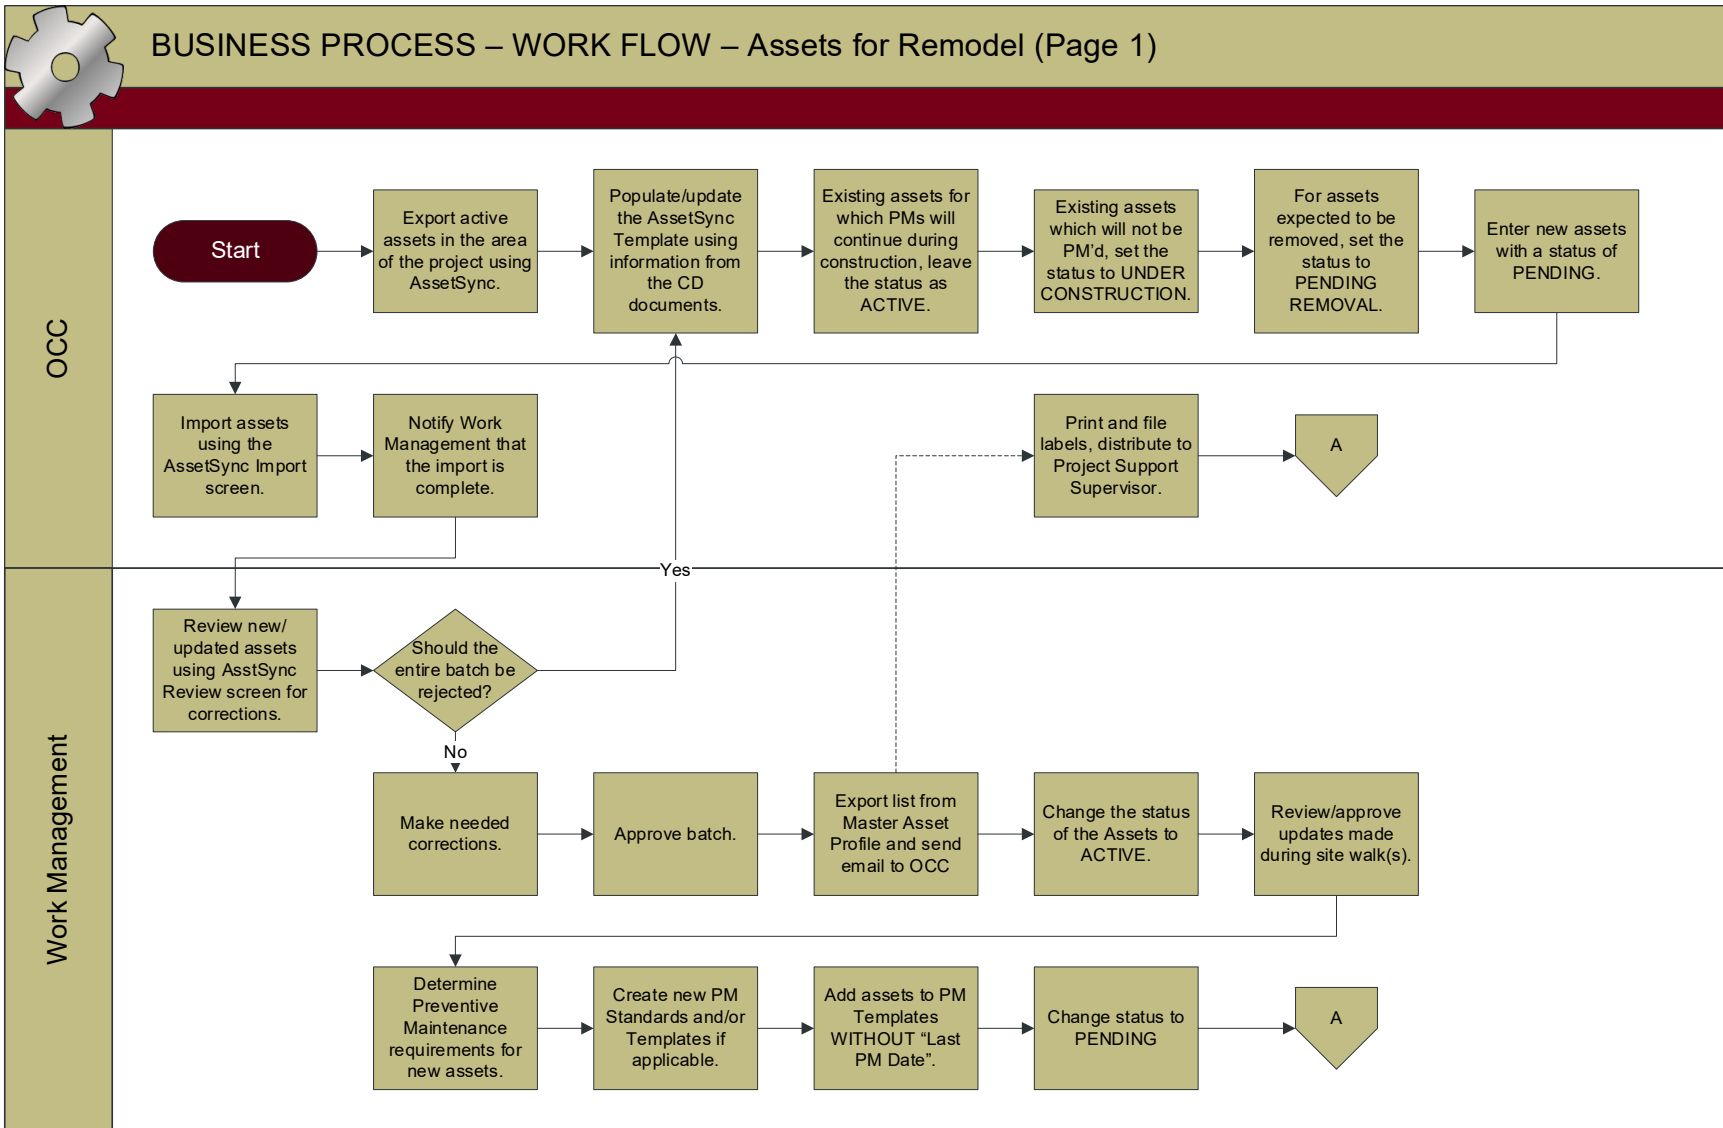 BUSINESS PROCESS – WORK FLOW – Assets for Remodel (Page 1)
OCC
Start
Export active
assets in the area
of the project using
AssetSync.
Populate/update
the AssetSync
Template using
information from
the CD
documents.
Existing assets for
which PMs will
continue during
construction, leave
the status as
ACTIVE.
Existing assets
which will not be
PM’d, set the
status to UNDER
CONSTRUCTION.
For assets
expected to be
removed, set the
status to
PENDING
REMOVAL.
Enter new assets
with a status of
PENDING.
Import assets
using the
AssetSync Import
screen.
Notify Work
Management that
the import is
complete.
Print and file
labels, distribute to
Project Support
Supervisor.
A
Work Management
Review new/
updated assets
using AsstSync
Review screen for
corrections.
Should the
entire batch be
rejected?
Yes
No
Make needed
corrections.
Approve batch.
Export list from
Master Asset
Profile and send
email to OCC
Change the status
of the Assets to
ACTIVE.
Review/approve
updates made
during site walk(s).
Determine
Preventive
Maintenance
requirements for
new assets.
Create new PM
Standards and/or
Templates if
applicable.
Add assets to PM
Templates
WITHOUT “Last
PM Date”.
Change status to
PENDING
A